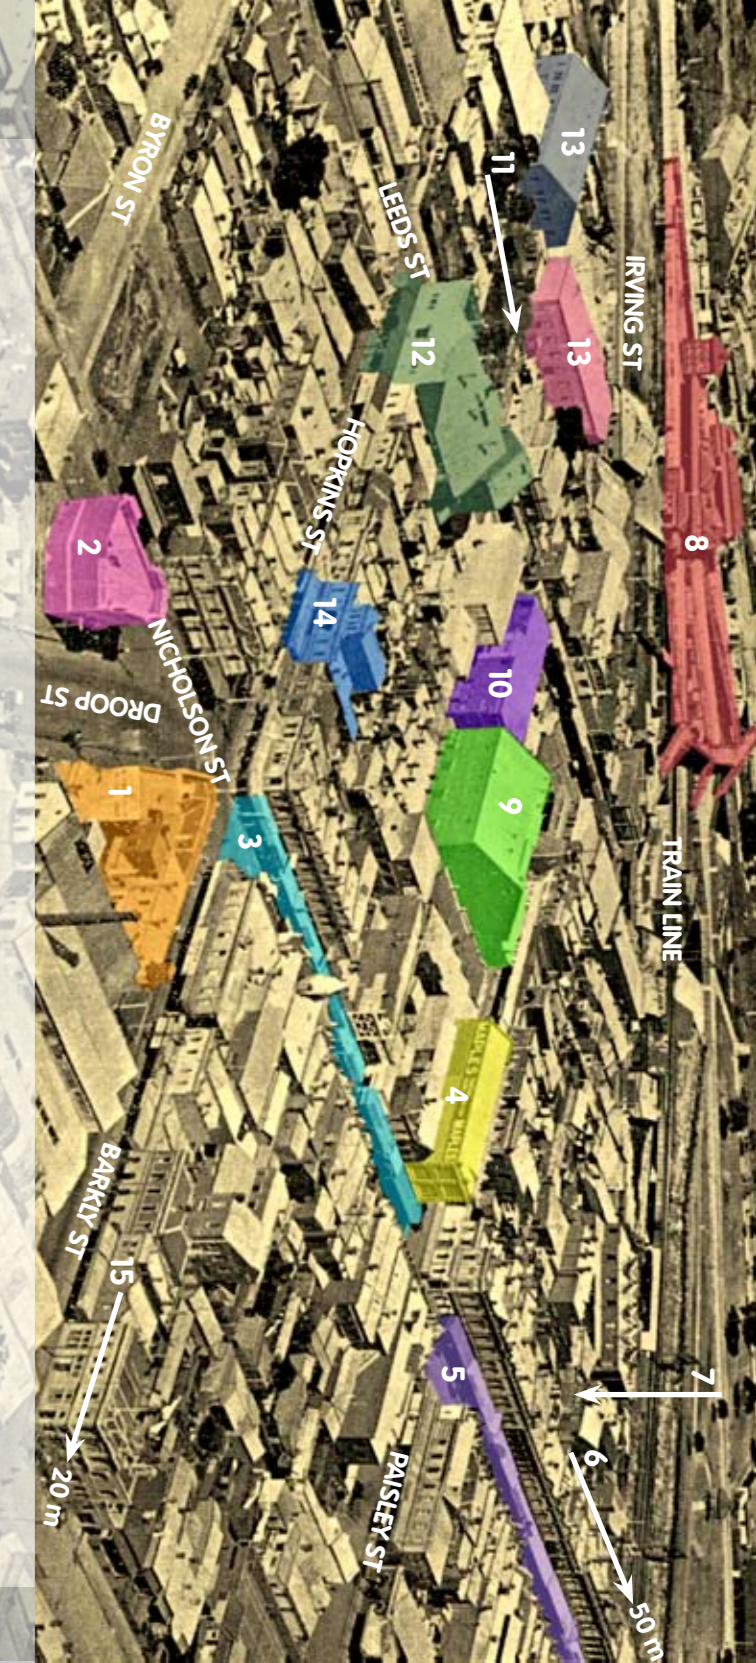 8
7
TRAIN LINE
IRVING ST
50 m
6
13
13
11
10
9
4
5
LEEDS ST
12
PAISLEY ST
HOPKINS ST
14
3
NICHOLSON ST
BYRON ST
1
15
DROOP ST
2
BARKLY ST
20 m